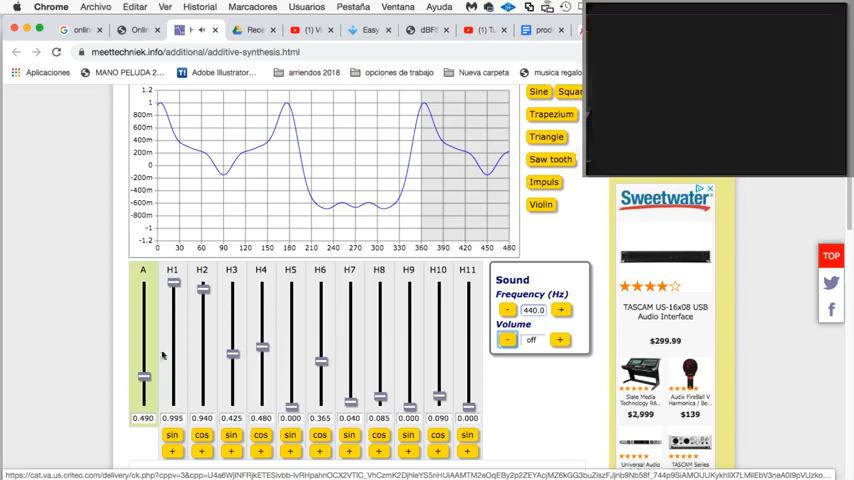 Chrome Archivo Editar Ver Historial Marcadores Usuarios Pestaña Ventana Ayuda
meettechniek.info/additional/additive-synthesis.html
Aplicaciones MANO PELUDA 2... Adobe Illustrator... arriendos 2018 opciones de trabajo Nueva carpeta musica regalo
1.2
1
800m
600m
400m
200m
0
-200m
-400m
-600m
-800m
-1
-1.2
0 30 60 90 120 150 180 210 240 270 300 330 360 390 420 450 480
Sine Squar
Trapezium
Triangle
Saw tooth
Impuls
Violin
A H1 H2 H3 H4 H5 H6 H7 H8 H9 H10 H11
0.490 0.995 0.940 0.425 0.480 0.000 0.365 0.040 0.085 0.000 0.090 0.000
sin cos sin cos sin cos sin cos sin cos sin
+ + + + + + + + + + +
Sound
Frequency (Hz)
- 440.0 +
Volume
- off +
Sweetwater
TASCAM US-16x08 USB
Audio Interface
$299.99
Slate Media
Technology RA...
$2,999
Audix FireBall V
Harmonica / Be...
$139
Universal Audio
TASCAM Series
TOP